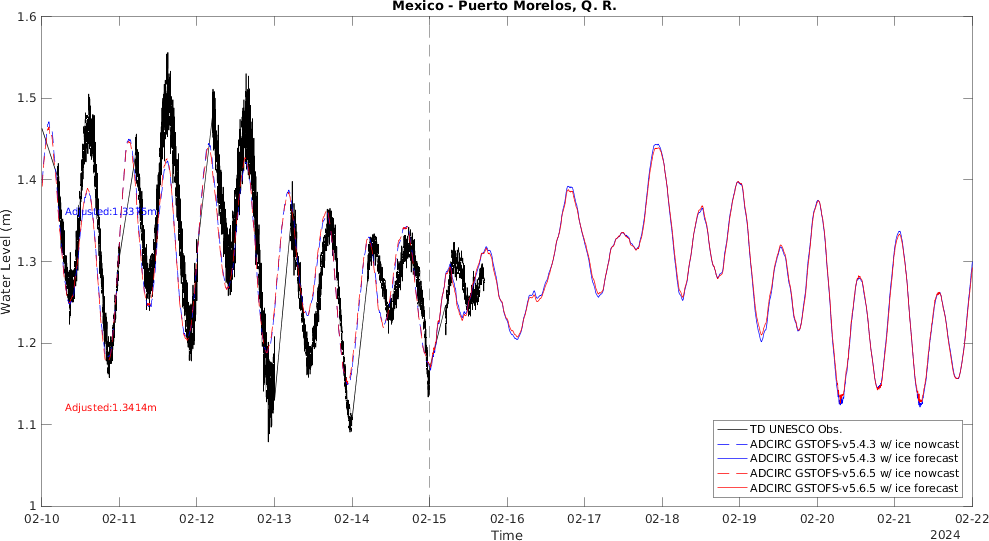 Mexico - Puerto Morelos, Q. R.
1.6
1.5
1.4
1.3
1.2
1.1
1
Water Level (m)
Adjusted:1.3376m
Adjusted:1.3414m
TD UNESCO Obs.
ADCIRC GSTOFS-v5.4.3 w/ ice nowcast
ADCIRC GSTOFS-v5.4.3 w/ ice forecast
ADCIRC GSTOFS-v5.6.5 w/ ice nowcast
ADCIRC GSTOFS-v5.6.5 w/ ice forecast
02-10 02-11 02-12 02-13 02-14 02-15 02-16 02-17 02-18 02-19 02-20 02-21 02-22
Time
2024